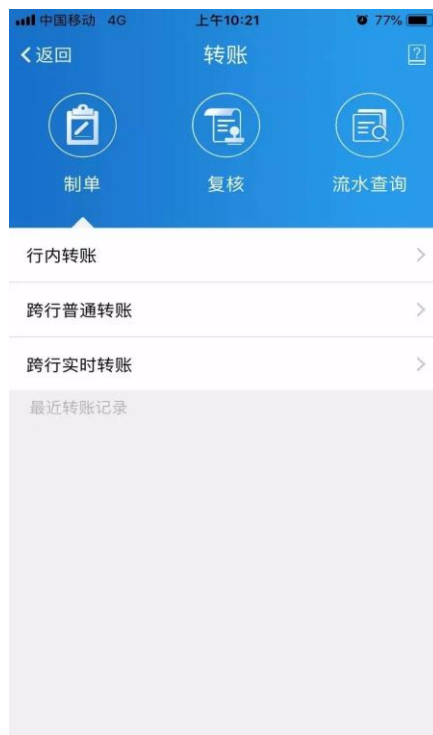 中国移动 4G 上午10:21 77%
返回 转账 ?
制单 复核 流水查询
行内转账
跨行普通转账
跨行实时转账
最近转账记录